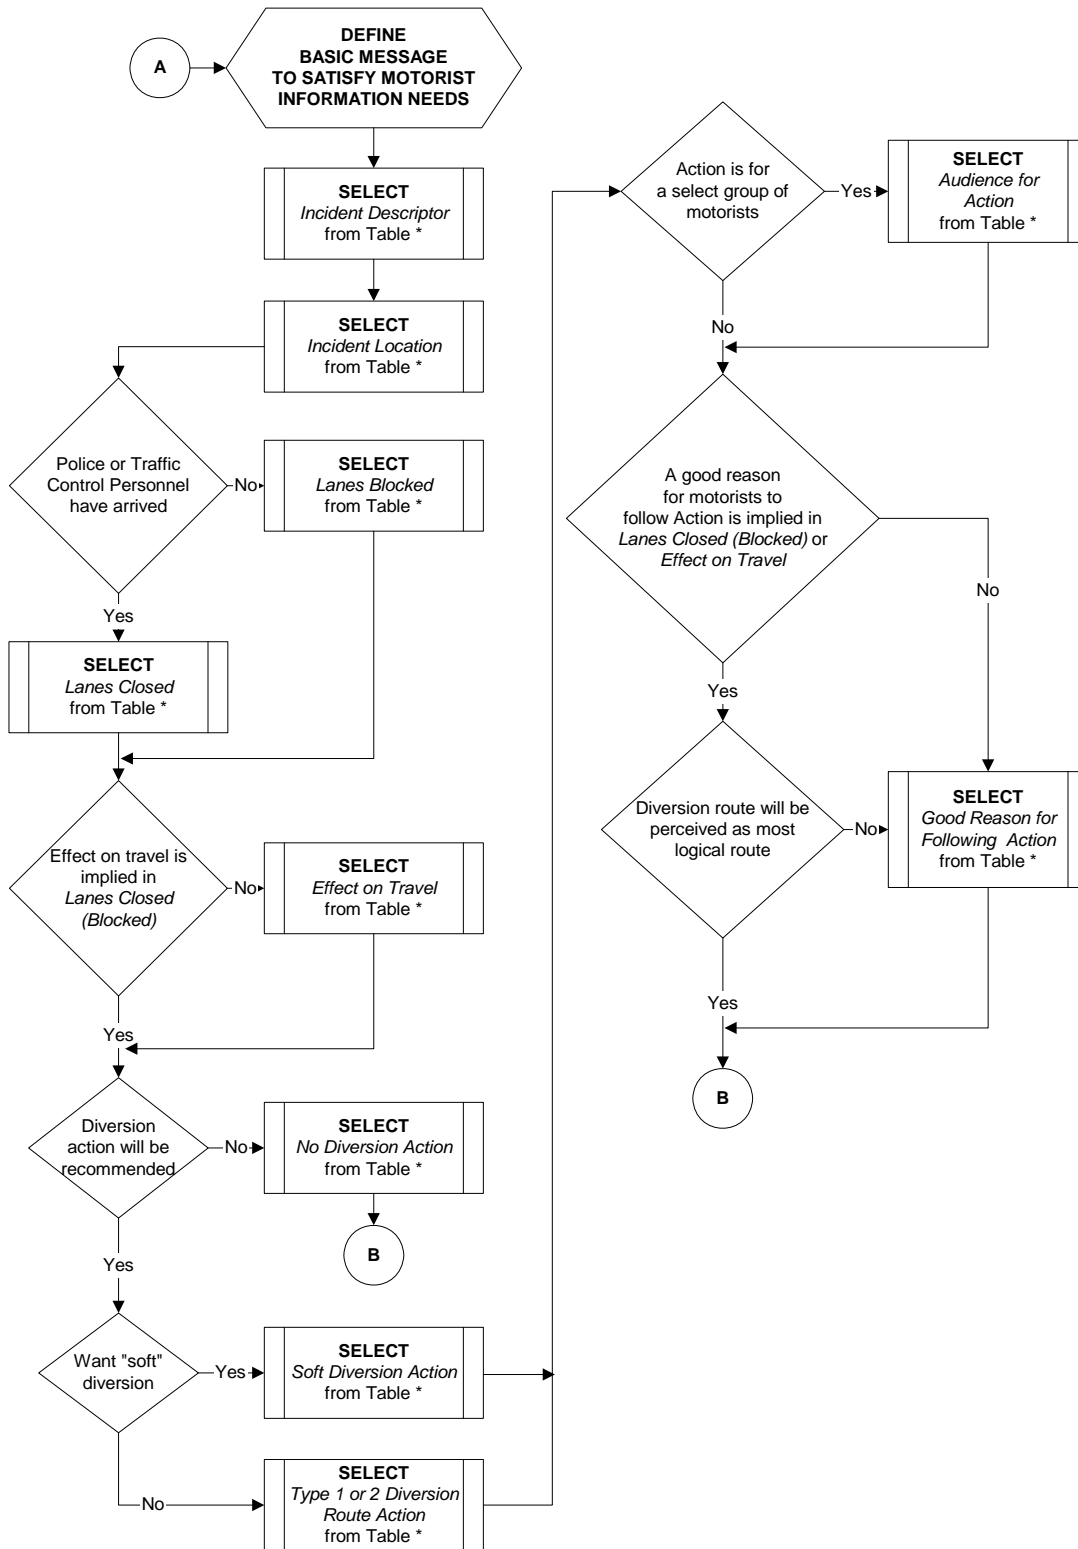 A
DEFINE
BASIC MESSAGE
TO SATISFY MOTORIST
INFORMATION NEEDS
SELECT
Incident Descriptor
from Table *
SELECT
Incident Location
from Table *
Police or Traffic
Control Personnel
have arrived
No
SELECT
Lanes Blocked
from Table *
Yes
SELECT
Lanes Closed
from Table *
Effect on travel is
implied in
Lanes Closed
(Blocked)
No
SELECT
Effect on Travel
from Table *
Yes
Diversion
action will be
recommended
No
SELECT
No Diversion Action
from Table *
B
Yes
Want "soft"
diversion
Yes
SELECT
Soft Diversion Action
from Table *
No
SELECT
Type 1 or 2 Diversion
Route Action
from Table *
Action is for
a select group of
motorists
Yes
SELECT
Audience for
Action
from Table *
No
A good reason
for motorists to
follow Action is implied in
Lanes Closed (Blocked) or
Effect on Travel
No
Yes
Diversion route will be
perceived as most
logical route
No
SELECT
Good Reason for
Following Action
from Table *
Yes
B